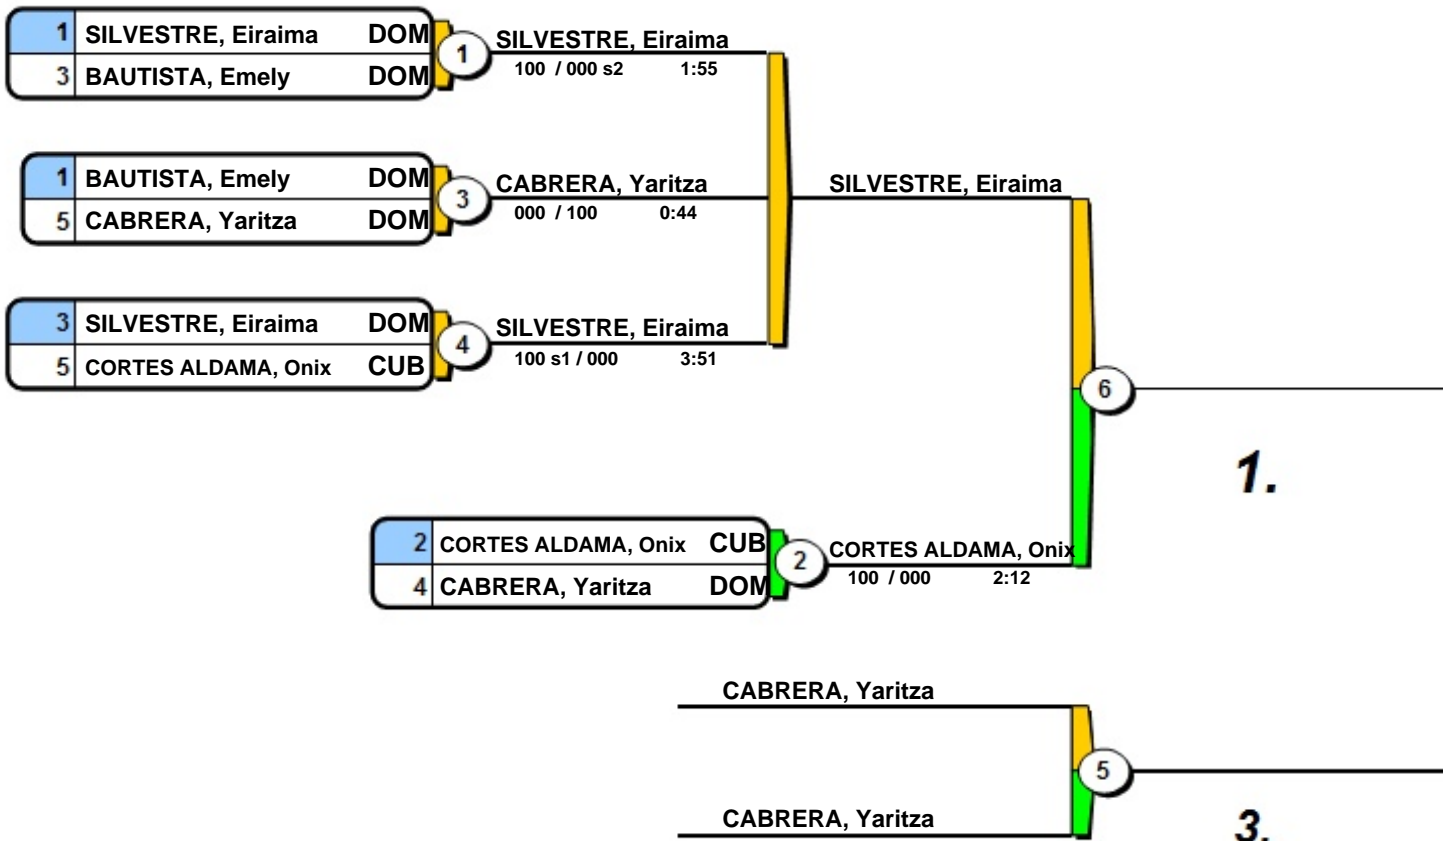 1 SILVESTRE, Eiraima DOM
3 BAUTISTA, Emely DOM
1
SILVESTRE, Eiraima
100 / 000 s2 1:55
1 BAUTISTA, Emely DOM
5 CABRERA, Yaritza DOM
3
CABRERA, Yaritza
000 / 100 0:44
SILVESTRE, Eiraima
3 SILVESTRE, Eiraima DOM
5 CORTES ALDAMA, Onix CUB
4
SILVESTRE, Eiraima
100 s1 / 000 3:51
6
1.
2 CORTES ALDAMA, Onix CUB
4 CABRERA, Yaritza DOM
2
CORTES ALDAMA, Onix
100 / 000 2:12
CABRERA, Yaritza
5
CABRERA, Yaritza
3.